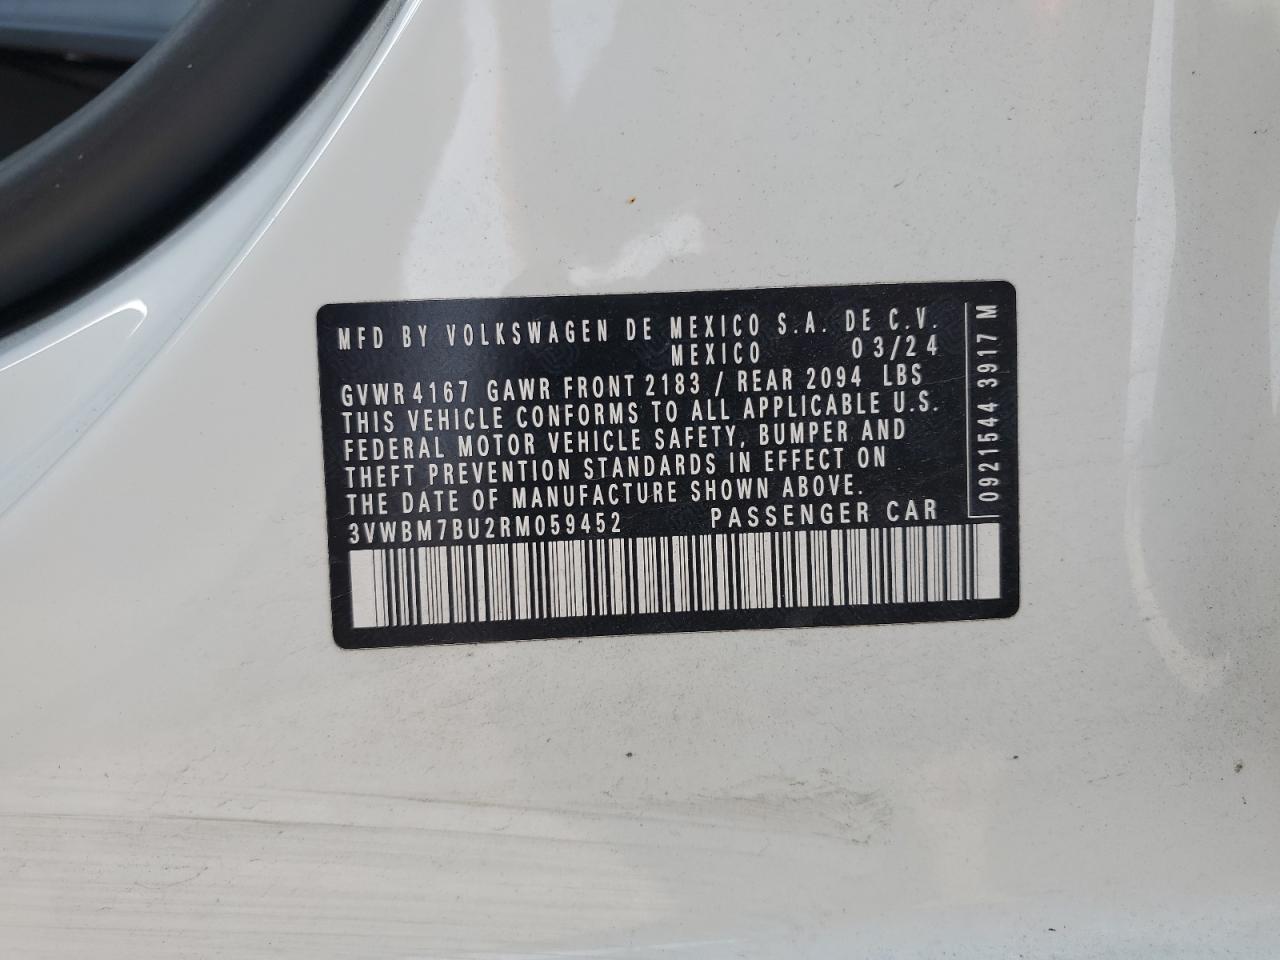 MFD BY VOLKSWAGEN DE MEXICO S.A. DE C.V.
MEXICO 03/24
GVWR 4167 GAWR FRONT 2183 / REAR 2094 LBS
THIS VEHICLE CONFORMS TO ALL APPLICABLE U.S.
FEDERAL MOTOR VEHICLE SAFETY, BUMPER AND
THEFT PREVENTION STANDARDS IN EFFECT ON
THE DATE OF MANUFACTURE SHOWN ABOVE.
3VWBM7BU2RM059452 PASSENGER CAR
0921544 3917 M